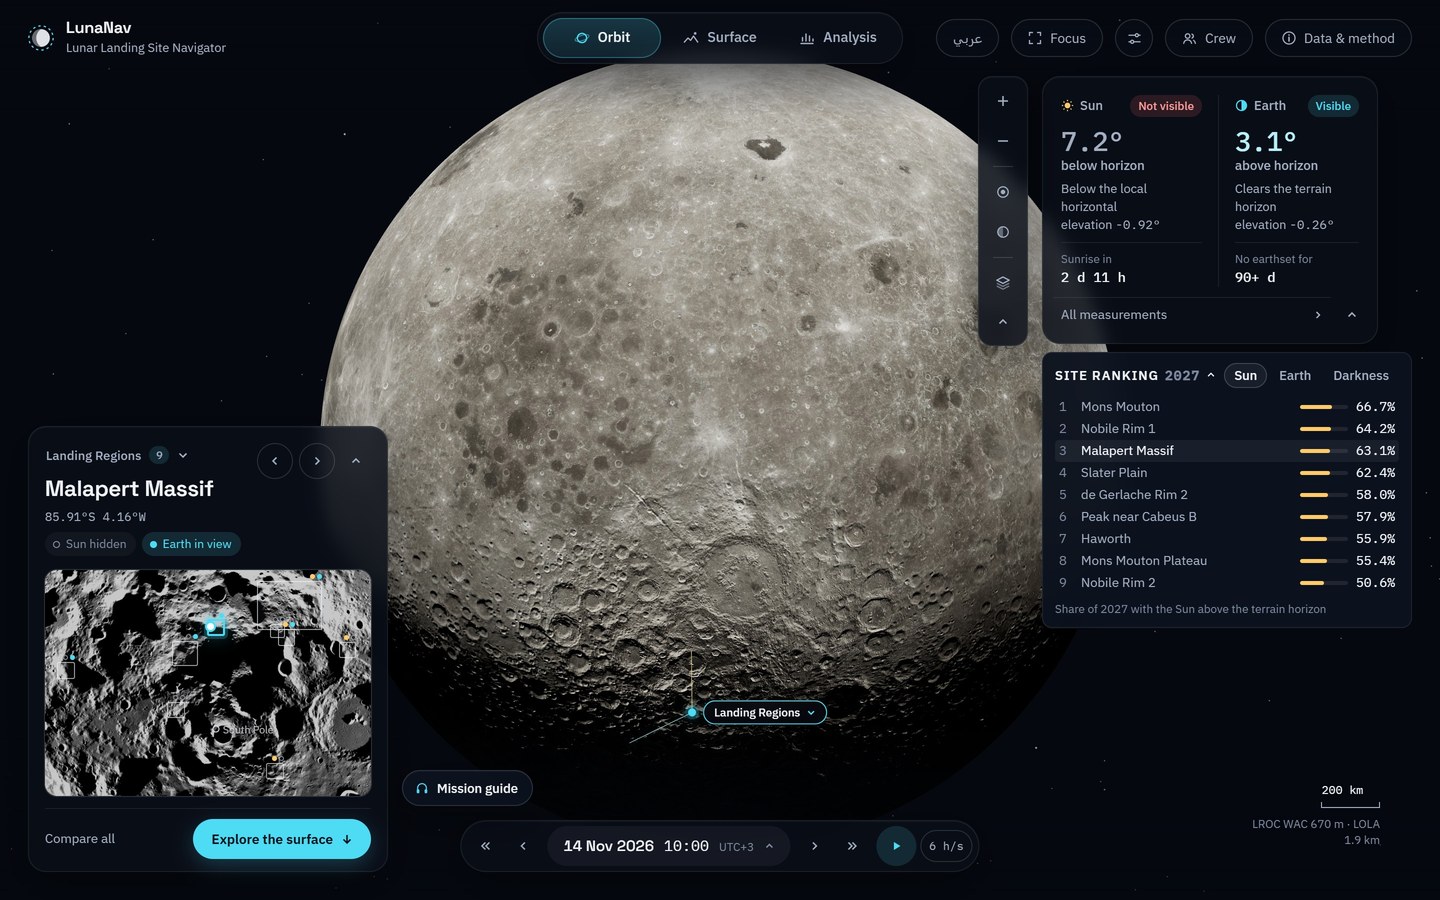 LunaNav
Lunar Landing Site Navigator
Orbit
Surface
Analysis
عربي
Focus
Crew
Data & method
Sun
Not visible
7.2°
below horizon
Below the local
horizontal
elevation -0.92°
Sunrise in
2 d 11 h
Earth
Visible
3.1°
above horizon
Clears the terrain
horizon
elevation -0.26°
No earthset for
90+ d
All measurements
SITE RANKING 2027
Sun
Earth
Darkness
1 Mons Mouton 66.7%
2 Nobile Rim 1 64.2%
3 Malapert Massif 63.1%
4 Slater Plain 62.4%
5 de Gerlache Rim 2 58.0%
6 Peak near Cabeus B 57.9%
7 Haworth 55.9%
8 Mons Mouton Plateau 55.4%
9 Nobile Rim 2 50.6%
Share of 2027 with the Sun above the terrain horizon
Landing Regions 9
Malapert Massif
85.91°S 4.16°W
Sun hidden
Earth in view
South Pole
Compare all
Explore the surface
Landing Regions
Mission guide
14 Nov 2026 10:00 UTC+3
6 h/s
200 km
LROC WAC 670 m · LOLA
1.9 km